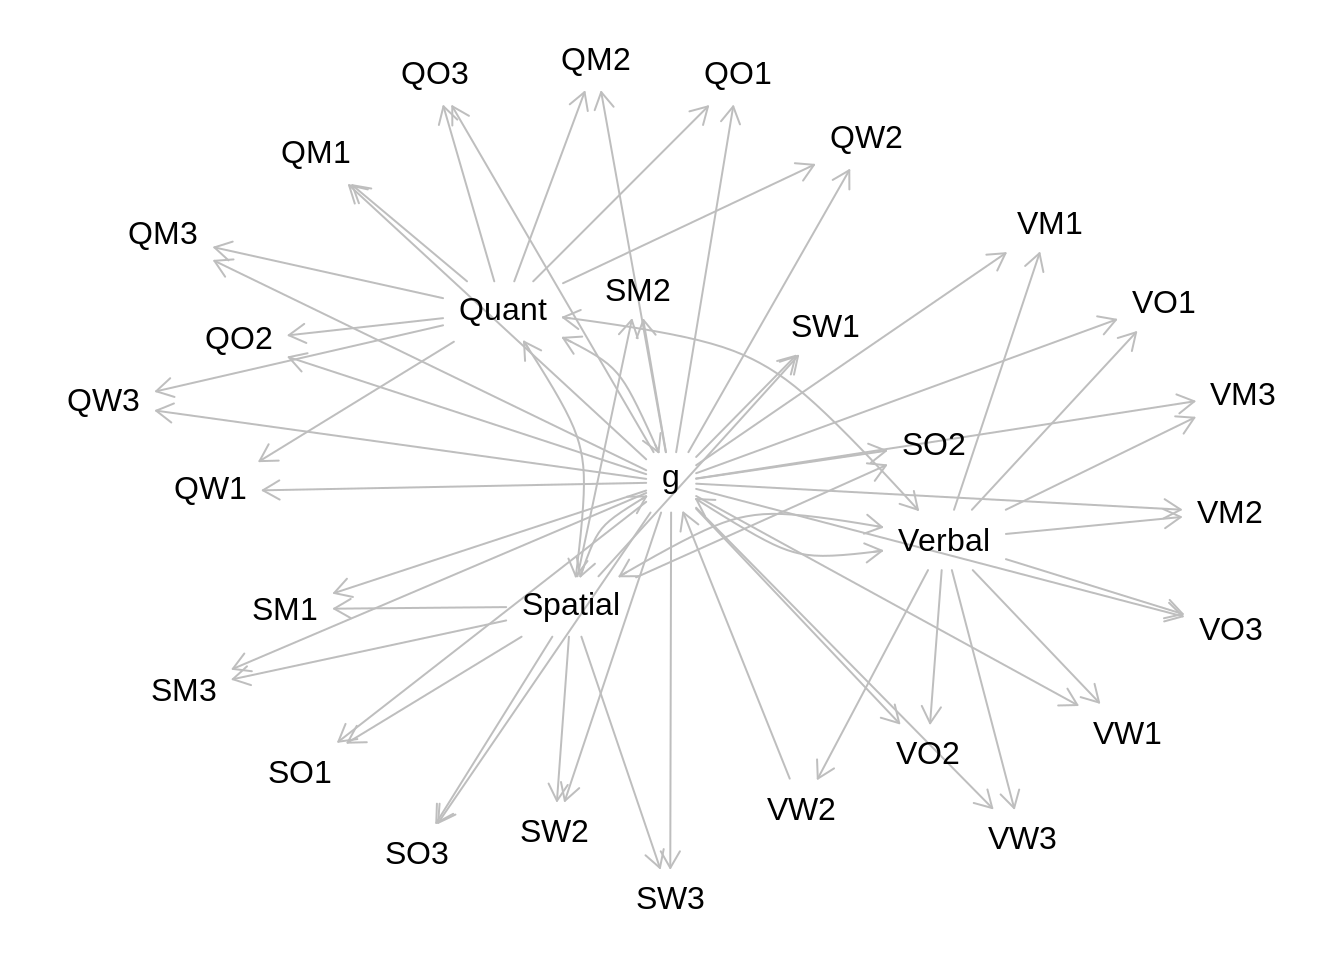 QM2
QO3
QO1
QW2
QM1
VM1
QM3
SM2
VO1
Quant
SW1
QO2
VM3
QW3
SO2
g
QW1
VM2
Verbal
Spatial
SM1
VO3
SM3
VW1
VO2
SO1
VW2
SW2
VW3
SO3
SW3